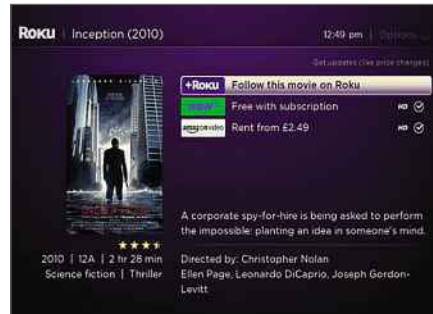 Roku | Inception (2010)
12:49 pm | Options
Get updates (like price changes)
+Roku Follow this movie on Roku
NOW Free with subscription HD
amazon video Rent from £2.49 HD
A corporate spy-for-hire is being asked to perform
the impossible: planting an idea in someone's mind.
2010 | 12A | 2 hr 28 min
Science fiction | Thriller
Directed by: Christopher Nolan
Ellen Page, Leonardo DiCaprio, Joseph Gordon-
Levitt